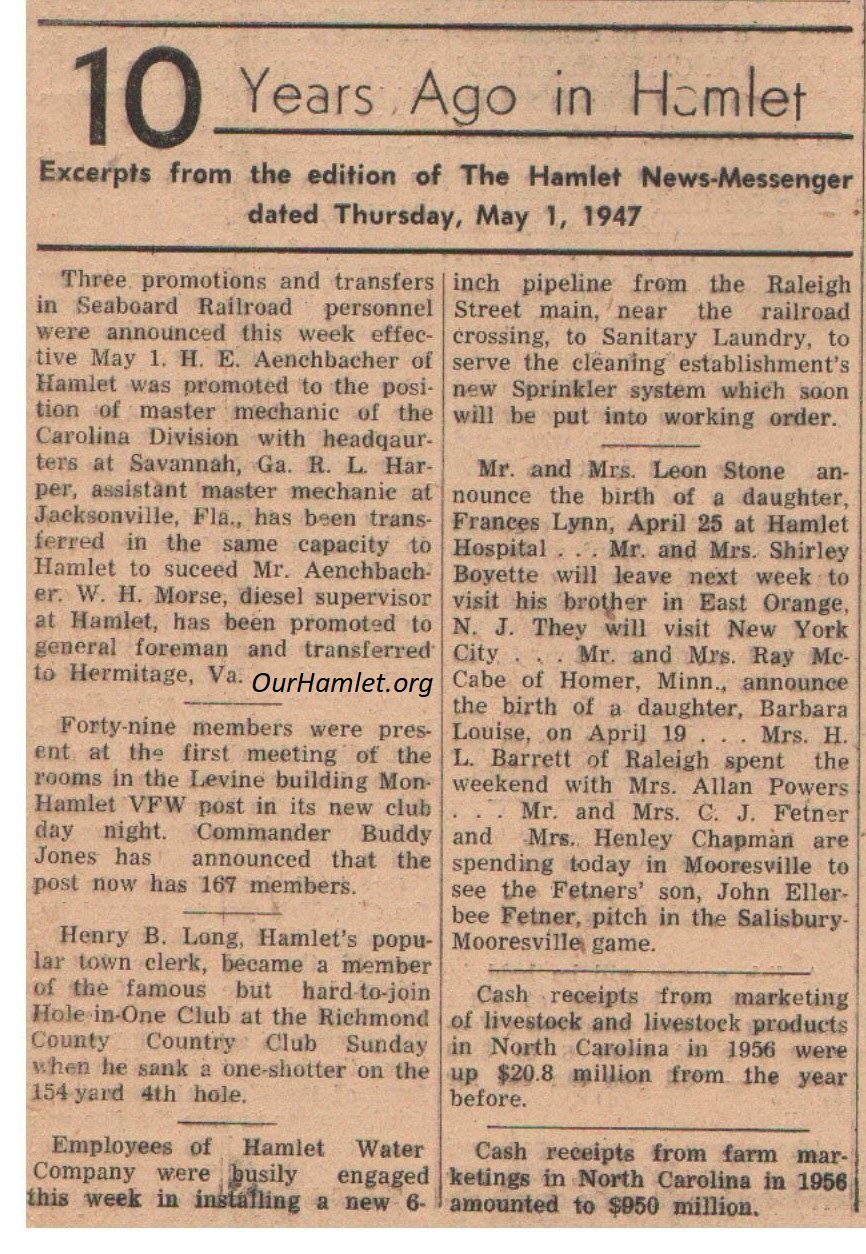 10 Years Ago in Hamlet
Excerpts from the edition of The Hamlet News-Messenger
dated Thursday, May 1, 1947
Three promotions and transfers
in Seaboard Railroad personnel
were announced this week effec-
tive May 1. H. E. Aenchbacher of
Hamlet was promoted to the posi-
tion of master mechanic of the
Carolina Division with headqaur-
ters at Savannah, Ga. R. L. Har-
per, assistant master mechanic at
Jacksonville, Fla., has been trans-
ferred in the same capacity to
Hamlet to suceed Mr. Aenchbach-
er. W. H. Morse, diesel supervisor
at Hamlet, has been promoted to
general foreman and transferred
to Hermitage, Va.
OurHamlet.org
Forty-nine members were pres-
ent at the first meeting of the
rooms in the Levine building Mon-
Hamlet VFW post in its new club
day night. Commander Buddy
Jones has announced that the
post now has 167 members.
Henry B. Long, Hamlet's popu-
lar town clerk, became a member
of the famous but hard-to-join
Hole-in-One Club at the Richmond
County Country Club Sunday
when he sank a one-shotter on the
154-yard 4th hole.
Employees of Hamlet Water
Company were busily engaged
this week in installing a new 6-
inch pipeline from the Raleigh
Street main, near the railroad
crossing, to Sanitary Laundry, to
serve the cleaning establishment's
new Sprinkler system which soon
will be put into working order.
Mr. and Mrs. Leon Stone an-
nounce the birth of a daughter,
Frances Lynn, April 25 at Hamlet
Hospital . . . Mr. and Mrs. Shirley
Boyette will leave next week to
visit his brother in East Orange,
N. J. They will visit New York
City . . . Mr. and Mrs. Ray Mc-
Cabe of Homer, Minn., announce
the birth of a daughter, Barbara
Louise, on April 19 . . . Mrs. H.
L. Barrett of Raleigh spent the
weekend with Mrs. Allan Powers
. . . Mr. and Mrs. C. J. Fetner
and Mrs. Henley Chapman are
spending today in Mooresville to
see the Fetners' son, John Eller-
bee Fetner, pitch in the Salisbury-
Mooresville game.
Cash receipts from marketing
of livestock and livestock products
in North Carolina in 1956 were
up $20.8 million from the year
before.
Cash receipts from farm mar-
ketings in North Carolina in 1956
amounted to $950 million.